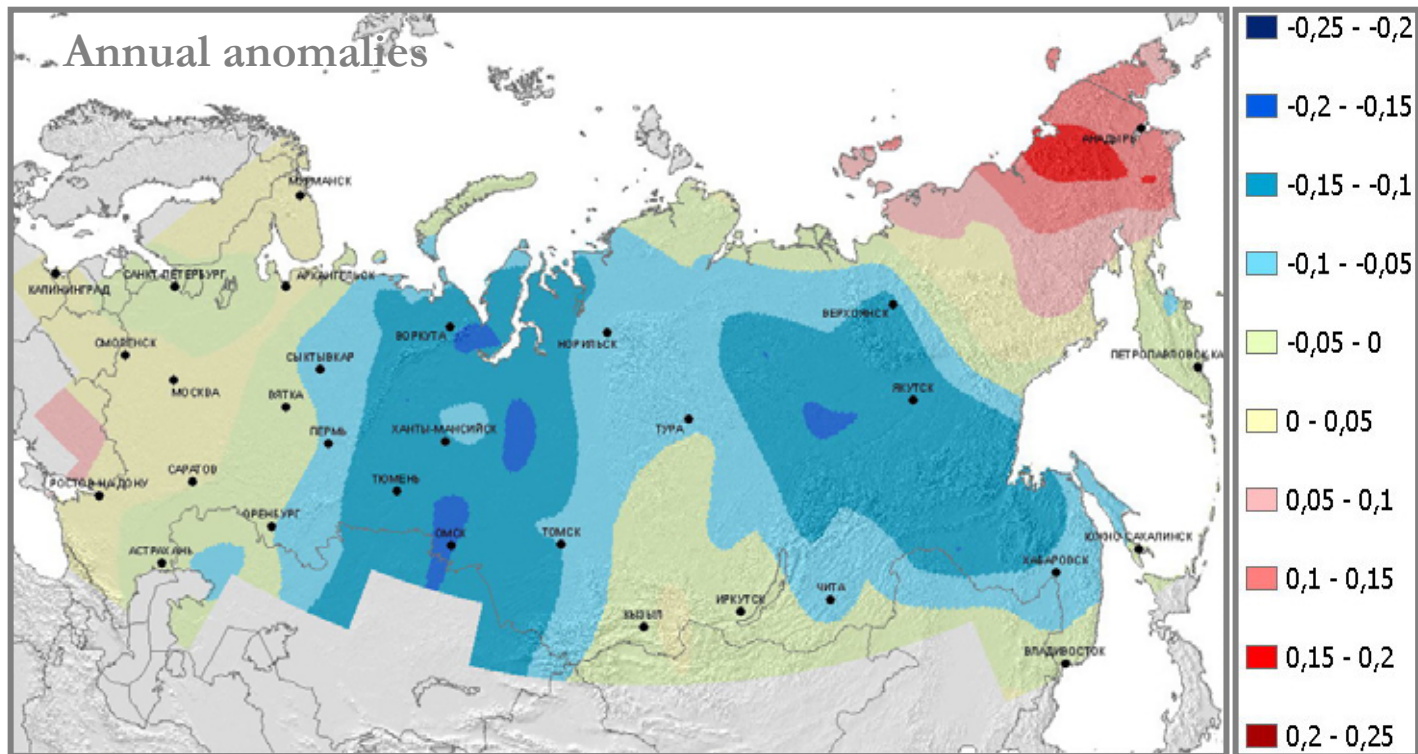 Annual anomalies
МУРМАНСК
АНАДЫРЬ
САНКТ-ПЕТЕРБУРГ
АРХАНГЕЛЬСК
КАЛИНИНГРАД
ВОРКУТА
НОРИЛЬСК
ВЕРХОЯНСК
СМОЛЕНСК
СЫКТЫВКАР
ПЕТРОПАВЛОВСК-КА
МОСКВА
ВЯТКА
ЯКУТСК
ПЕРМЬ
ХАНТЫ-МАНСИЙСК
ТУРА
САРАТОВ
РОСТОВ-НА-ДОНУ
ТЮМЕНЬ
ОРЕНБУРГ
ОМСК
ТОМСК
ЮЖНО-САХАЛИНСК
АСТРАХАНЬ
ХАБАРОВСК
ЧИТА
ИРКУТСК
КЫЗЫЛ
ВЛАДИВОСТОК
-0,25 - -0,2
-0,2 - -0,15
-0,15 - -0,1
-0,1 - -0,05
-0,05 - 0
0 - 0,05
0,05 - 0,1
0,1 - 0,15
0,15 - 0,2
0,2 - 0,25